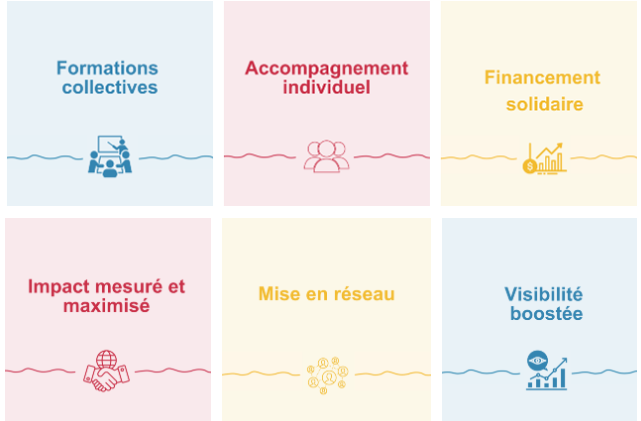 Formations
collectives
Accompagnement
individuel
Financement
solidaire
Impact mesuré et
maximisé
Mise en réseau
Visibilité
boostée